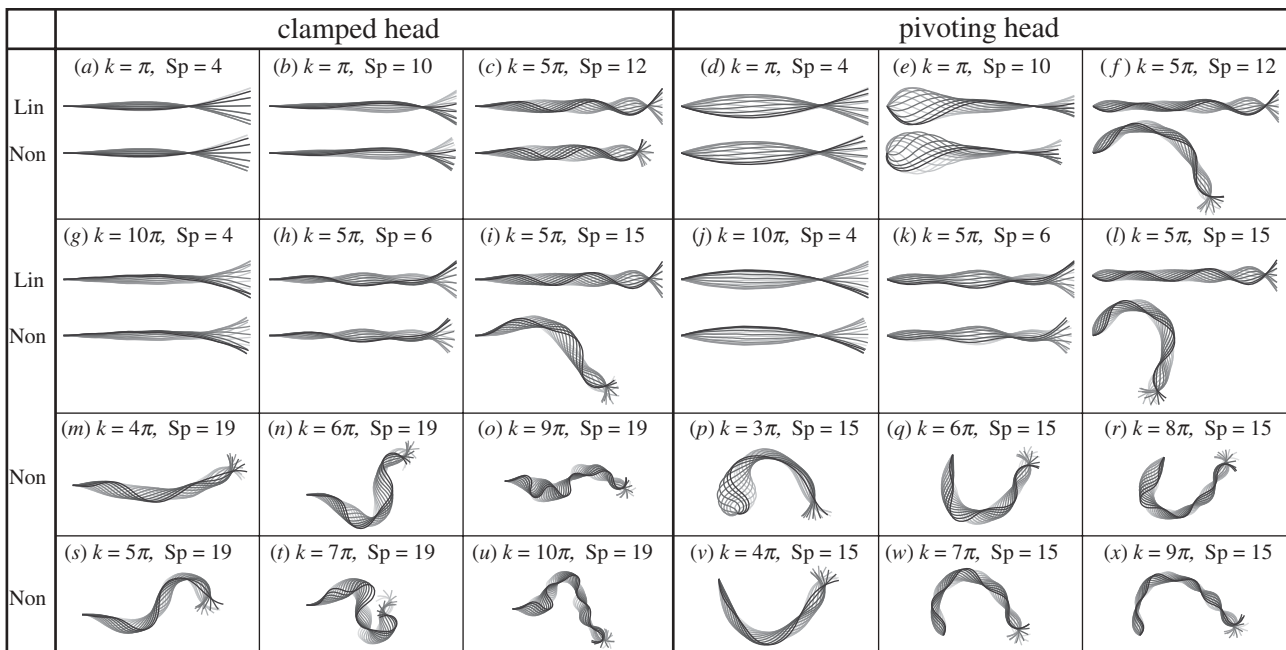 clamped head pivoting head
(a) k = π, Sp = 4 (b) k = π, Sp = 10 (c) k = 5π, Sp = 12 (d) k = π, Sp = 4 (e) k = π, Sp = 10 (f) k = 5π, Sp = 12
Lin
Non
(g) k = 10π, Sp = 4 (h) k = 5π, Sp = 6 (i) k = 5π, Sp = 15 (j) k = 10π, Sp = 4 (k) k = 5π, Sp = 6 (l) k = 5π, Sp = 15
Lin
Non
(m) k = 4π, Sp = 19 (n) k = 6π, Sp = 19 (o) k = 9π, Sp = 19 (p) k = 3π, Sp = 15 (q) k = 6π, Sp = 15 (r) k = 8π, Sp = 15
Non
(s) k = 5π, Sp = 19 (t) k = 7π, Sp = 19 (u) k = 10π, Sp = 19 (v) k = 4π, Sp = 15 (w) k = 7π, Sp = 15 (x) k = 9π, Sp = 15
Non